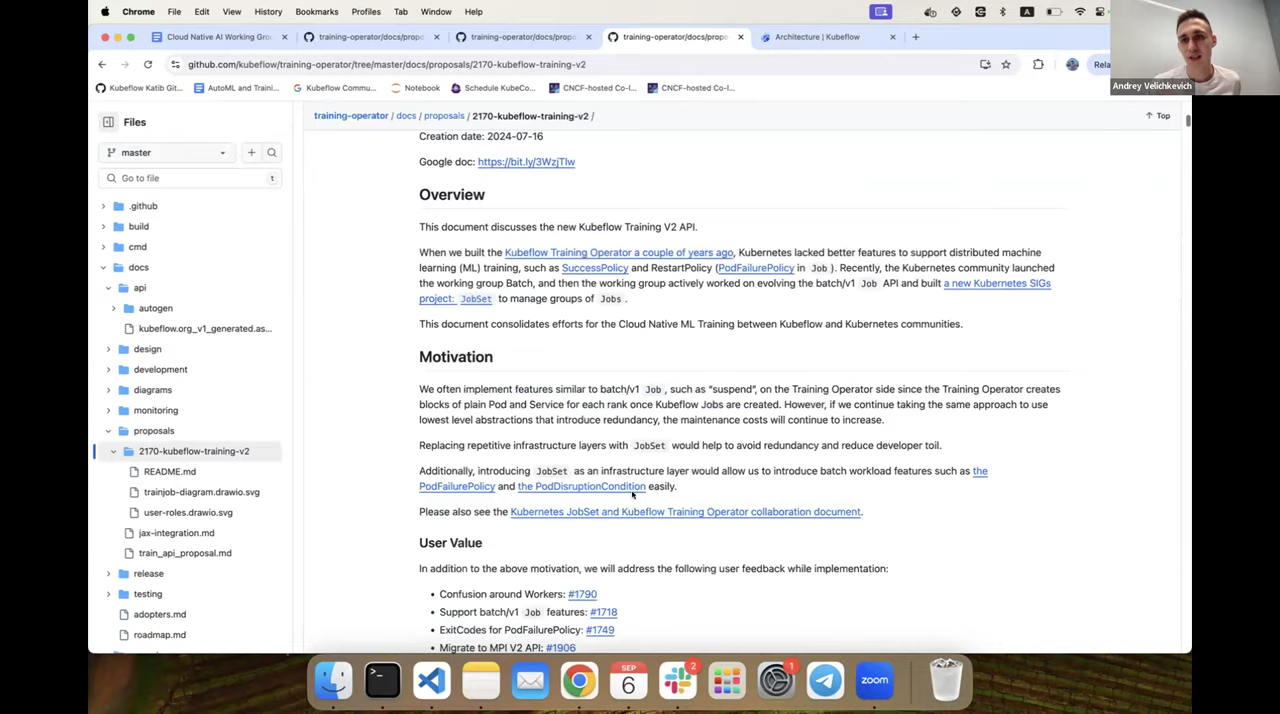 Chrome File Edit View History Bookmarks Profiles Tab Window Help
Cloud Native AI Working Gro
training-operator/docs/propo
training-operator/docs/propo
training-operator/docs/propo
Architecture | Kubeflow
github.com/kubeflow/training-operator/tree/master/docs/proposals/2170-kubeflow-training-v2
Rela
Andrey Velichkevich
Kubeflow Katib Git...
AutoML and Traini...
Kubeflow Commu...
Notebook
Schedule KubeCo...
CNCF-hosted Co-l...
CNCF-hosted Co-l...
Files
training-operator / docs / proposals / 2170-kubeflow-training-v2 /
Top
master
Go to file
t
.github
build
cmd
docs
api
autogen
kubeflow.org_v1_generated.as...
design
development
diagrams
monitoring
proposals
2170-kubeflow-training-v2
README.md
trainjob-diagram.drawio.svg
user-roles.drawio.svg
jax-integration.md
train_api_proposal.md
release
testing
adopters.md
roadmap.md
Creation date: 2024-07-16
Google doc: https://bit.ly/3WzjTlw
Overview
This document discusses the new Kubeflow Training V2 API.
When we built the Kubeflow Training Operator a couple of years ago, Kubernetes lacked better features to support distributed machine
learning (ML) training, such as SuccessPolicy and RestartPolicy (PodFailurePolicy in Job). Recently, the Kubernetes community launched
the working group Batch, and then the working group actively worked on evolving the batch/v1 Job API and built a new Kubernetes SIGs
project: JobSet to manage groups of Jobs.
This document consolidates efforts for the Cloud Native ML Training between Kubeflow and Kubernetes communities.
Motivation
We often implement features similar to batch/v1 Job, such as “suspend”, on the Training Operator side since the Training Operator creates
blocks of plain Pod and Service for each rank once Kubeflow Jobs are created. However, if we continue taking the same approach to use
lowest level abstractions that introduce redundancy, the maintenance costs will continue to increase.
Replacing repetitive infrastructure layers with JobSet would help to avoid redundancy and reduce developer toil.
Additionally, introducing JobSet as an infrastructure layer would allow us to introduce batch workload features such as the
PodFailurePolicy and the PodDisruptionCondition easily.
Please also see the Kubernetes JobSet and Kubeflow Training Operator collaboration document.
User Value
In addition to the above motivation, we will address the following user feedback while implementation:
• Confusion around Workers: #1790
• Support batch/v1 Job features: #1718
• ExitCodes for PodFailurePolicy: #1749
• Migrate to MPI V2 API: #1906
SEP
6
2
1
zoom